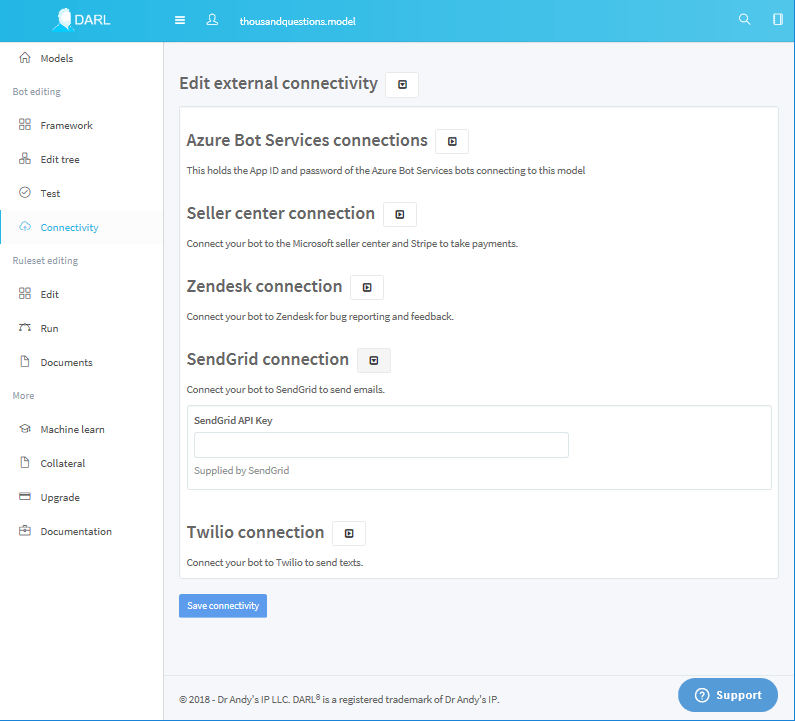 DARL
thousandquestions.model
Models
Bot editing
Framework
Edit tree
Test
Connectivity
Ruleset editing
Edit
Run
Documents
More
Machine learn
Collateral
Upgrade
Documentation
Edit external connectivity
Azure Bot Services connections
This holds the App ID and password of the Azure Bot Services bots connecting to this model
Seller center connection
Connect your bot to the Microsoft seller center and Stripe to take payments.
Zendesk connection
Connect your bot to Zendesk for bug reporting and feedback.
SendGrid connection
Connect your bot to SendGrid to send emails.
SendGrid API Key
Supplied by SendGrid
Twilio connection
Connect your bot to Twilio to send texts.
Save connectivity
© 2018 - Dr Andy's IP LLC. DARL® is a registered trademark of Dr Andy's IP.
Support